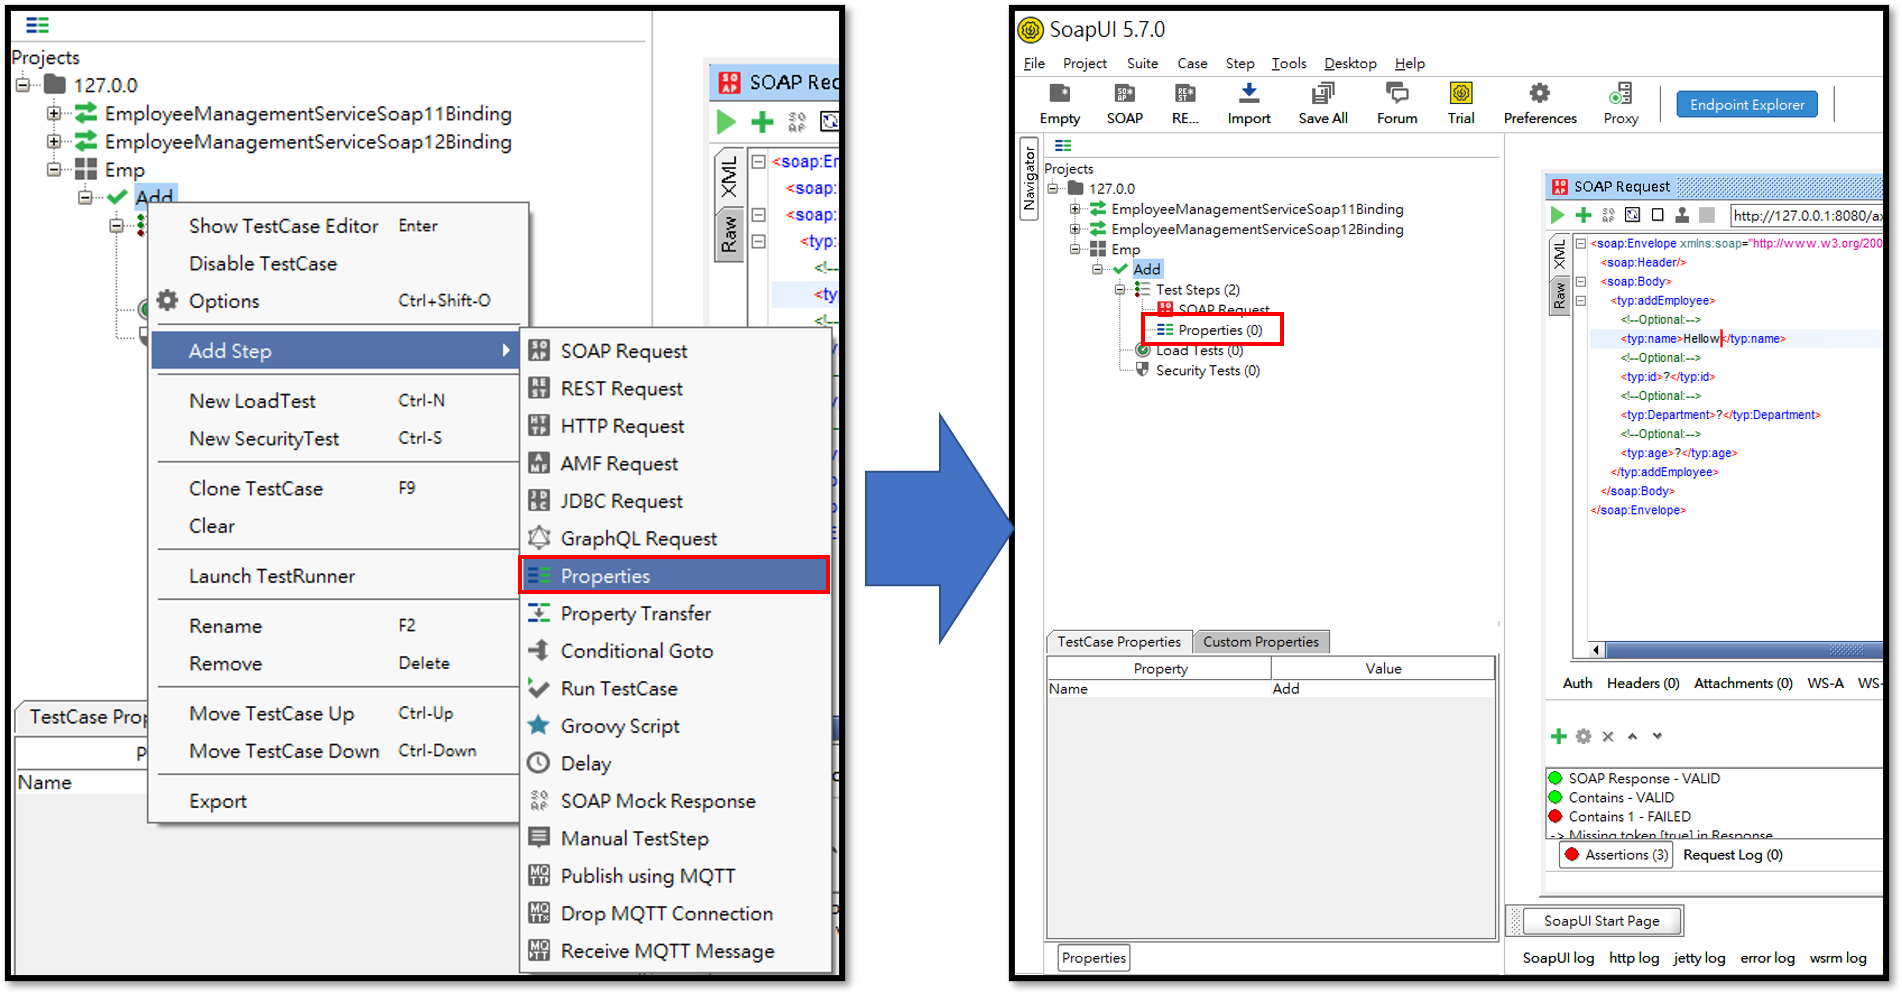 Projects
127.0.0
EmployeeManagementServiceSoap11Binding
EmployeeManagementServiceSoap12Binding
Emp
Add
Show TestCase Editor Enter
Disable TestCase
Options Ctrl+Shift-O
Add Step
New LoadTest Ctrl-N
New SecurityTest Ctrl-S
Clone TestCase F9
Clear
Launch TestRunner
Rename F2
Remove Delete
Move TestCase Up Ctrl-Up
Move TestCase Down Ctrl-Down
Export
SOAP Request
REST Request
HTTP Request
AMF Request
JDBC Request
GraphQL Request
Properties
Property Transfer
Conditional Goto
Run TestCase
Groovy Script
Delay
SOAP Mock Response
Manual TestStep
Publish using MQTT
Drop MQTT Connection
Receive MQTT Message
TestCase Prop
P
Name
SOAP Rec
XML
Raw
<soap:En
<soap:
<soap:
<typ:a
<!--
<ty
<!--
SoapUI 5.7.0
File Project Suite Case Step Tools Desktop Help
Empty SOAP RE... Import Save All Forum Trial Preferences Proxy Endpoint Explorer
Navigator
Projects
127.0.0
EmployeeManagementServiceSoap11Binding
EmployeeManagementServiceSoap12Binding
Emp
Add
Test Steps (2)
SOAP Request
Properties (0)
Load Tests (0)
Security Tests (0)
TestCase Properties Custom Properties
Property Value
Name Add
Properties
SOAP Request
http://127.0.0.1:8080/ax
XML
Raw
<soap:Envelope xmlns:soap="http://www.w3.org/200
<soap:Header/>
<soap:Body>
<typ:addEmployee>
<!--Optional:-->
<typ:name>Hellow</typ:name>
<!--Optional:-->
<typ:id>?</typ:id>
<!--Optional:-->
<typ:Department>?</typ:Department>
<!--Optional:-->
<typ:age>?</typ:age>
</typ:addEmployee>
</soap:Body>
</soap:Envelope>
Auth Headers (0) Attachments (0) WS-A WS-
SOAP Response - VALID
Contains - VALID
Contains 1 - FAILED
-> Missing token [true] in Response
Assertions (3) Request Log (0)
SoapUI Start Page
SoapUI log http log jetty log error log wsrm log